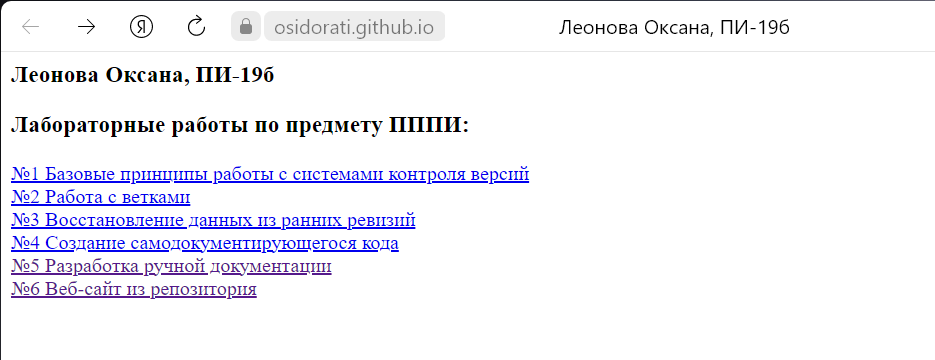 Я osidorati.github.io Леонова Оксана, ПИ-19б
Леонова Оксана, ПИ-19б
Лабораторные работы по предмету ПППИ:
№1 Базовые принципы работы с системами контроля версий
№2 Работа с ветками
№3 Восстановление данных из ранних ревизий
№4 Создание самодокументирующегося кода
№5 Разработка ручной документации
№6 Веб-сайт из репозитория